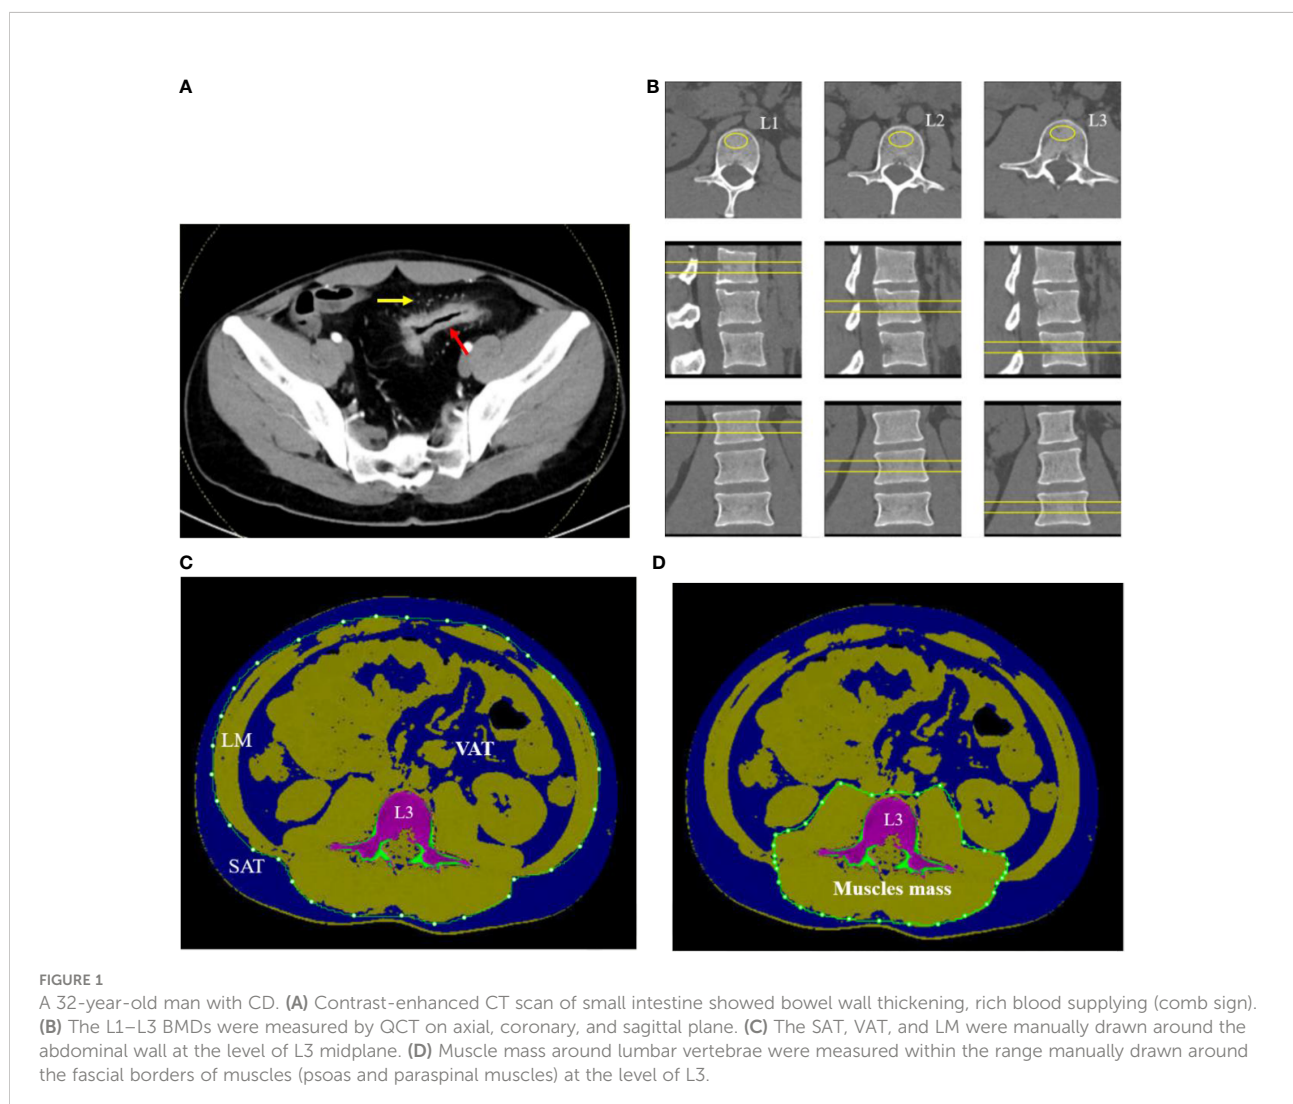 A
B
L1
L2
L3
C
D
LM
VAT
L3
SAT
L3
Muscles mass
FIGURE 1
A 32-year-old man with CD. (A) Contrast-enhanced CT scan of small intestine showed bowel wall thickening, rich blood supplying (comb sign).
(B) The L1–L3 BMDs were measured by QCT on axial, coronary, and sagittal plane. (C) The SAT, VAT, and LM were manually drawn around the
abdominal wall at the level of L3 midplane. (D) Muscle mass around lumbar vertebrae were measured within the range manually drawn around
the fascial borders of muscles (psoas and paraspinal muscles) at the level of L3.